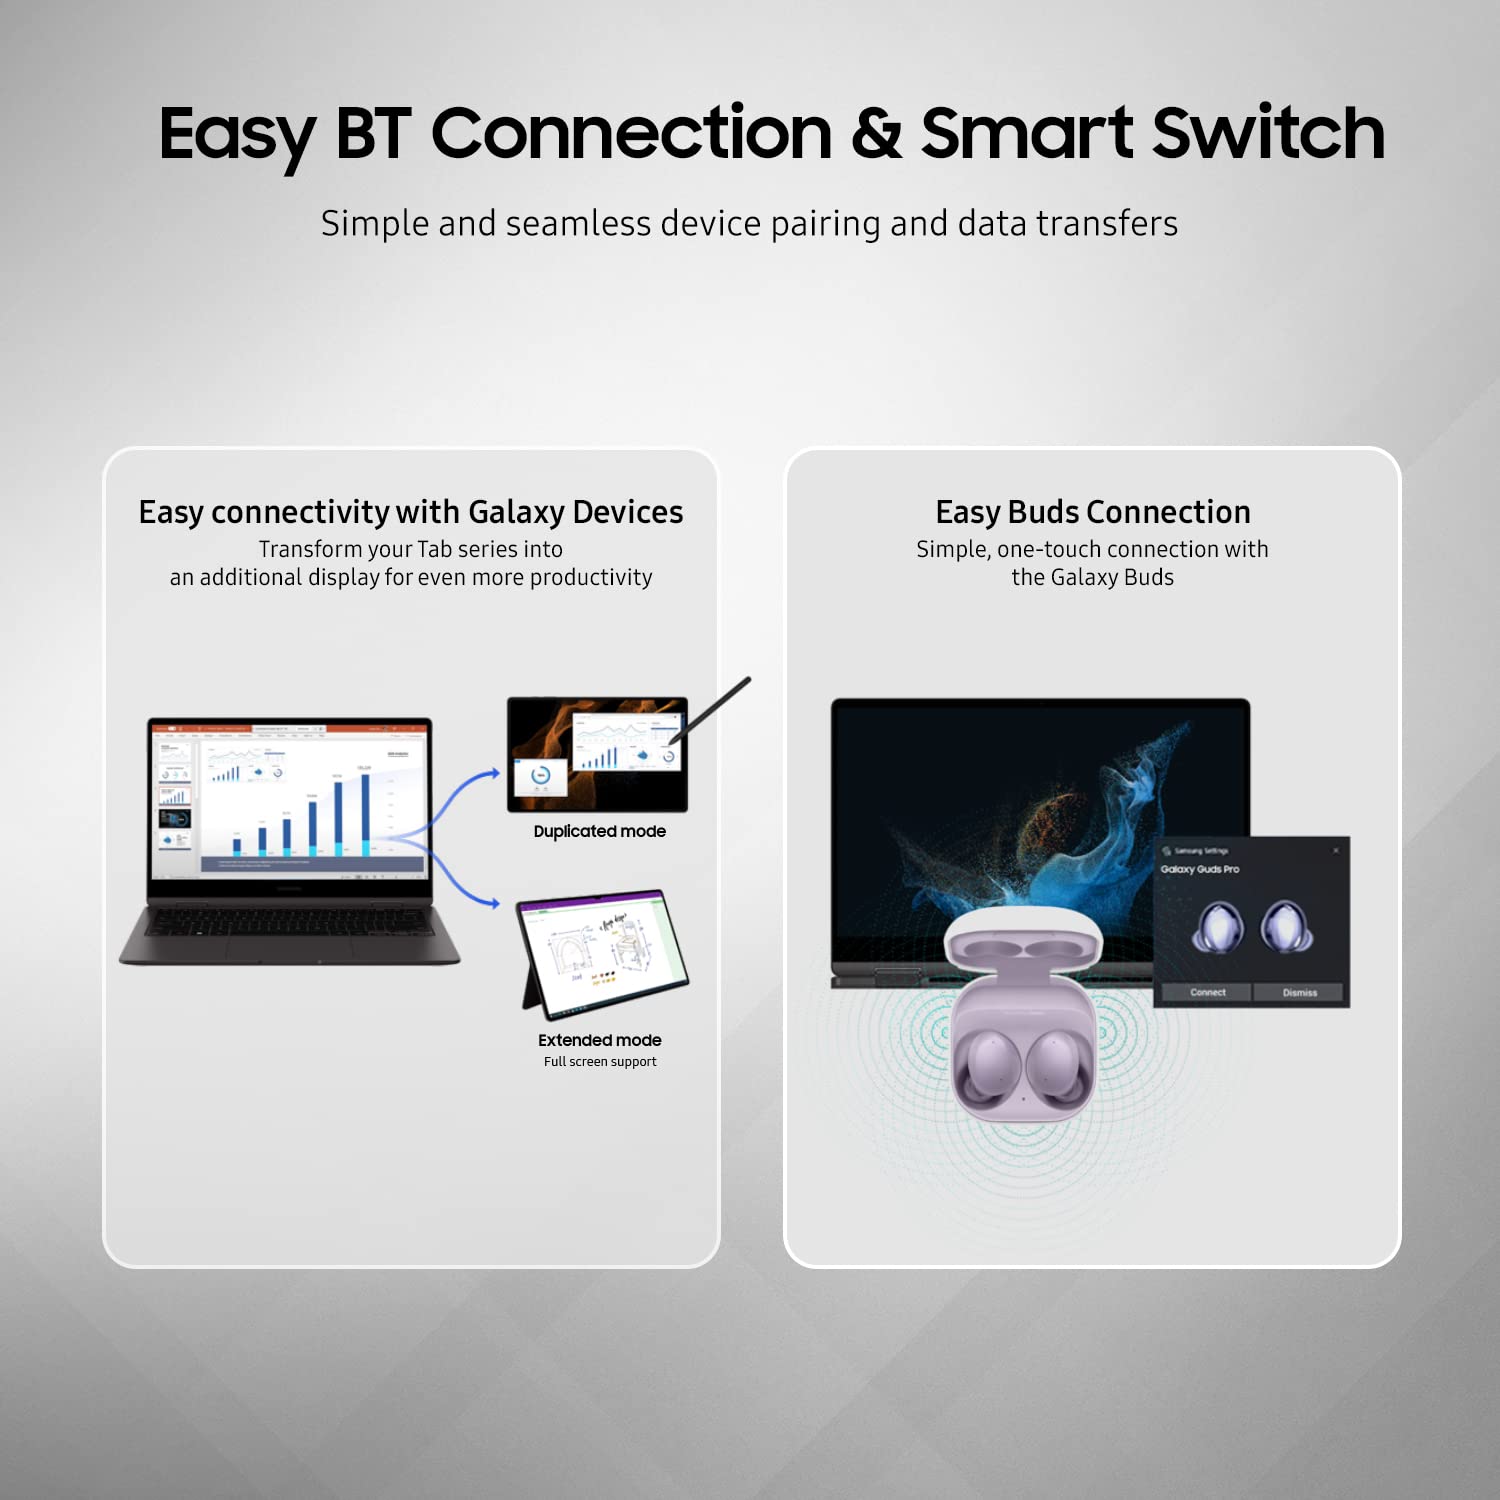 Easy BT Connection & Smart Switch
Simple and seamless device pairing and data transfers
Easy connectivity with Galaxy Devices
Transform your Tab series into
an additional display for even more productivity
Duplicated mode
Extended mode
Full screen support
Easy Buds Connection
Simple, one-touch connection with
the Galaxy Buds
Samsung Settings
Galaxy Guds Pro
Connect
Dismiss